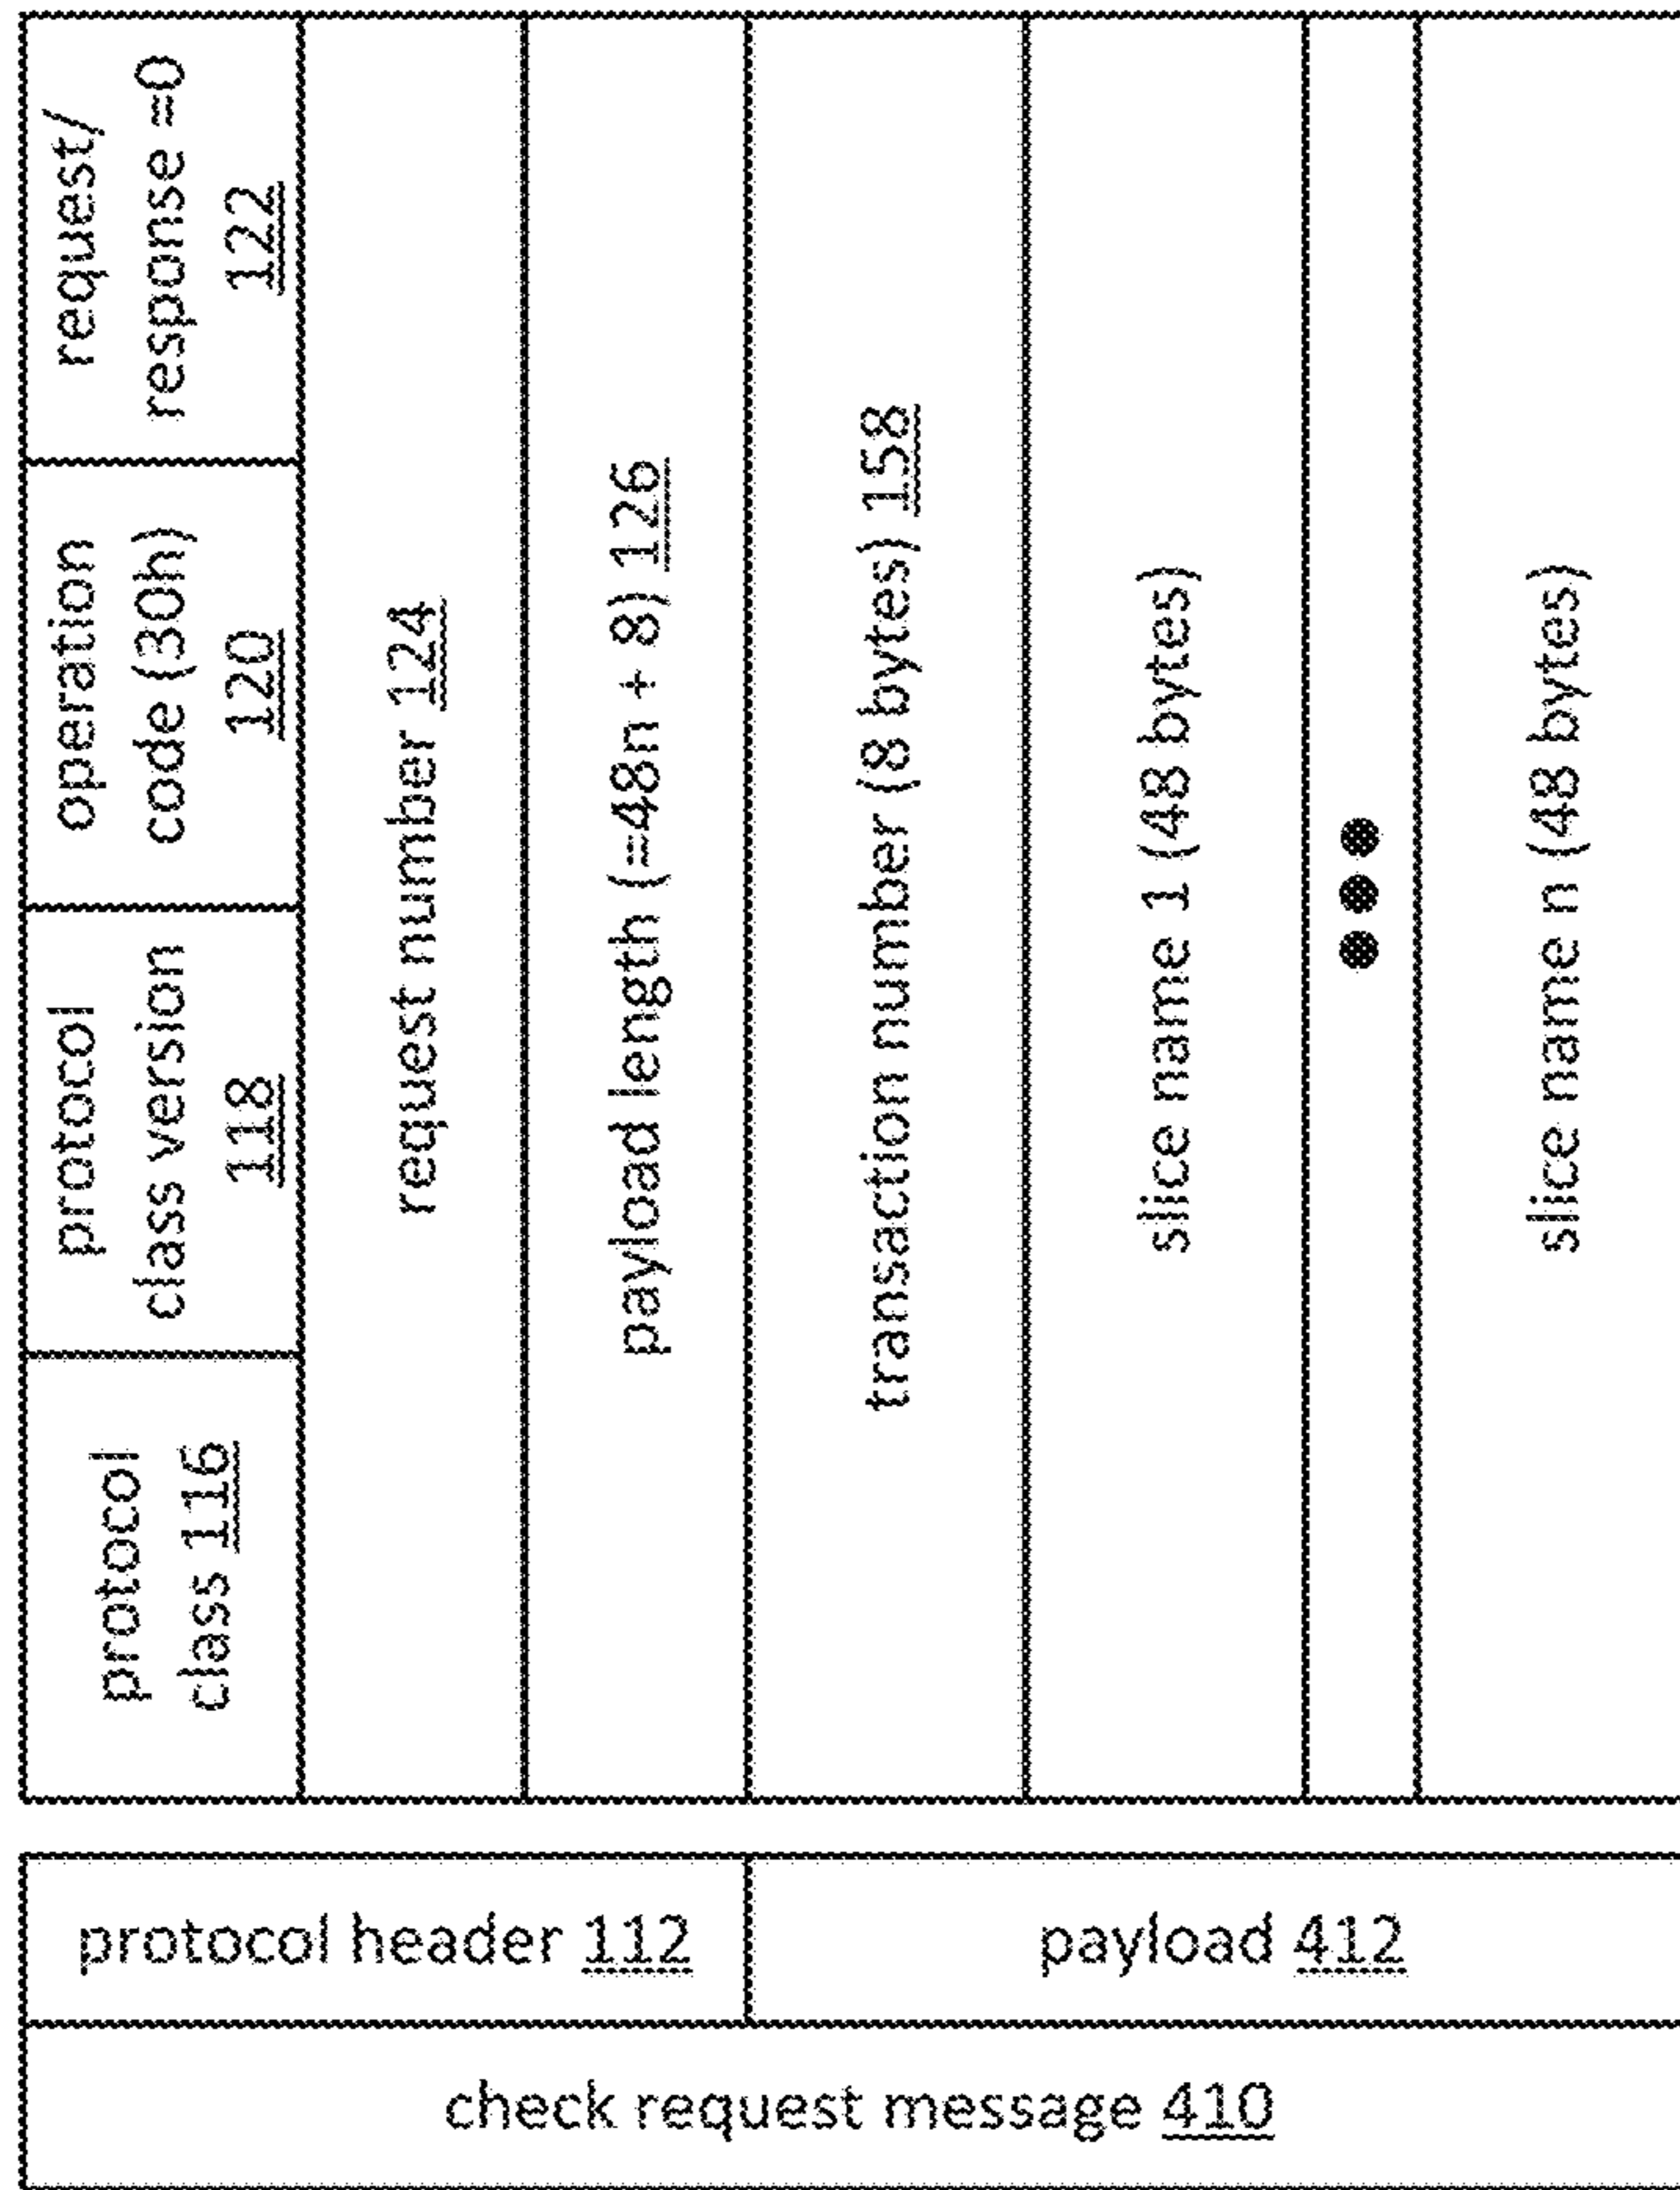 check request message 410
protocol header 112
payload 412
protocol
class 116
protocol
class version
118
operation
code (30h)
120
request/
response =0
122
request number 124
payload length (=48n + 8) 126
transaction number (8 bytes) 158
slice name 1 (48 bytes)
slice name n (48 bytes)